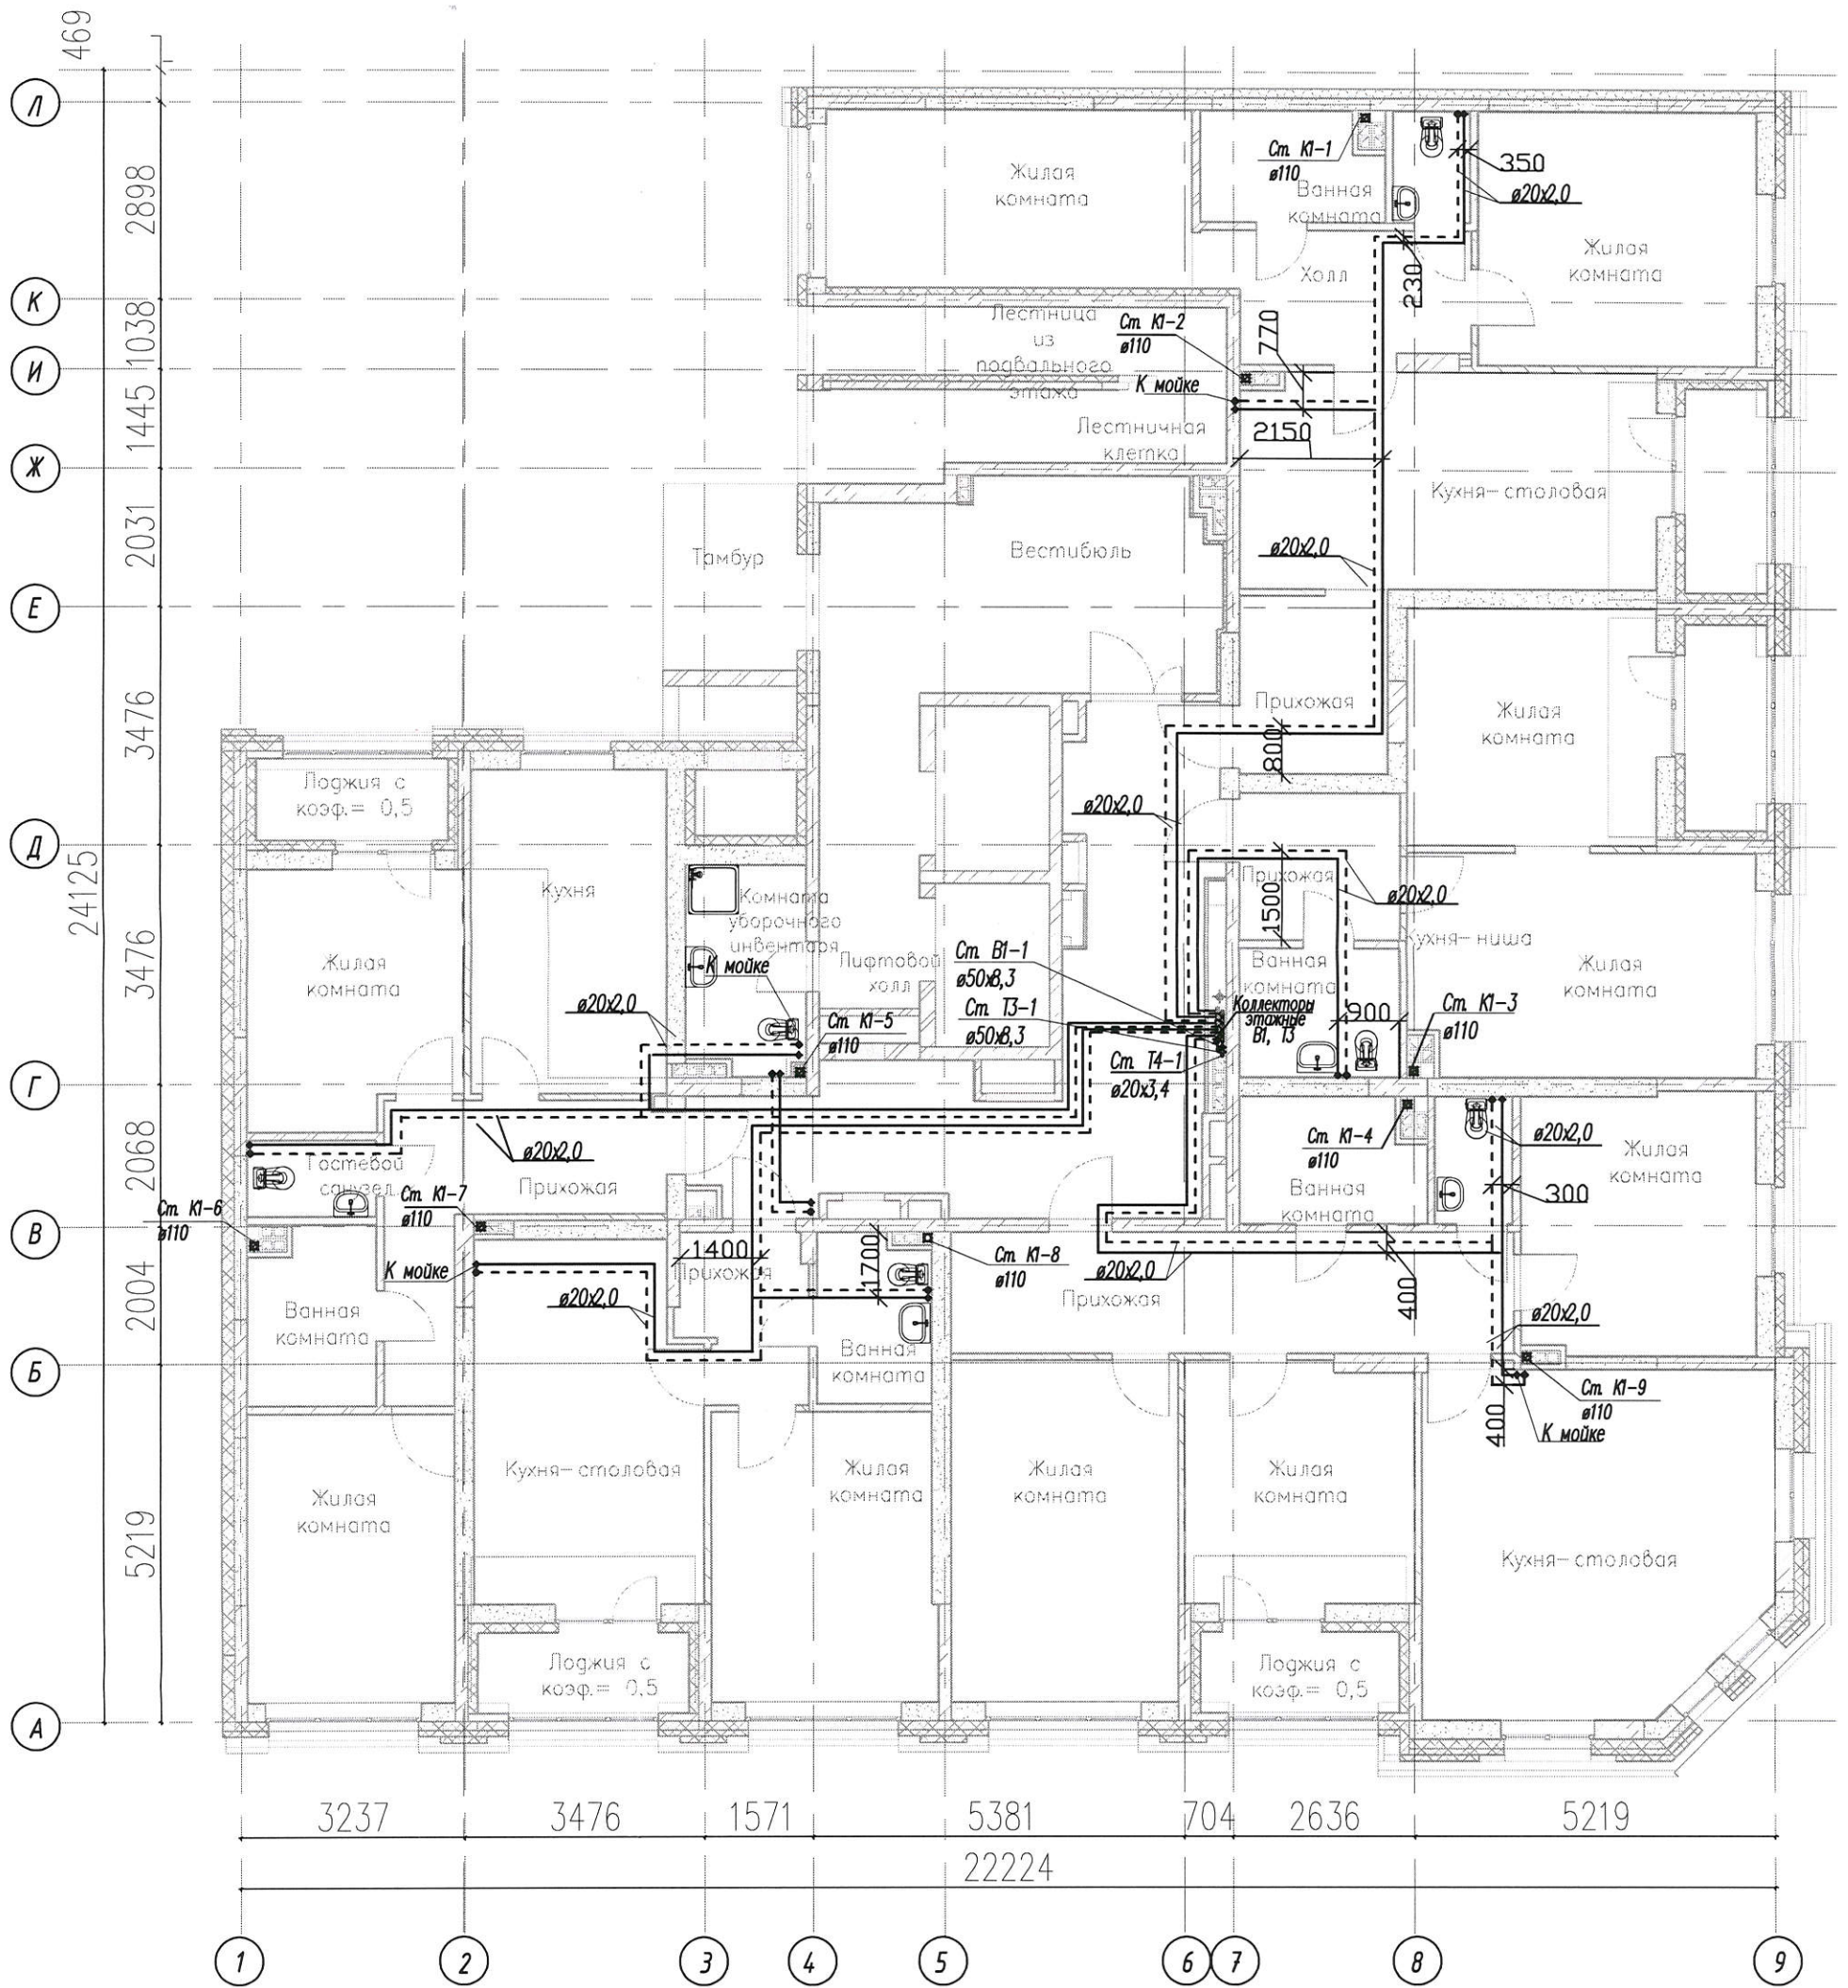 469
Л
2898
К
1038
И
1445
Ж
2031
Е
3476
Д
24125
3476
Г
2068
В
2004
Б
5219
А
Жилая
комната
Ст. К1-1
ø110
Ванная
комната
350
ø20х2,0
Жилая
комната
Холл
230
Лестница
из
подвального
этажа
Ст. К1-2
ø110
770
К мойке
Лестничная
клетка
2150
Кухня-столовая
Тамбур
Вестибюль
ø20х2,0
Прихожая
800
Жилая
комната
Лоджия с
коэф.= 0,5
ø20х2,0
Кухня
Комната
уборочного
инвентаря
Прихожая
1500
ø20х2,0
Жилая
комната
К мойке
Лифтовой
холл
Ст. В1-1
ø50х8,3
Ст. Т3-1
ø50х8,3
Ванная
комната
Кухня-ниша
Жилая
комната
Коллекторы
этажные
В1, Т3
900
Ст. К1-3
ø110
ø20х2,0
Ст. К1-5
ø110
Ст. Т4-1
ø20х3,4
ø20х2,0
Гостевой
санузел
Прихожая
Ст. К1-4
ø110
Ванная
комната
ø20х2,0
Жилая
комната
300
Ст. К1-6
ø110
Ст. К1-7
ø110
К мойке
1400
Прихожая
1700
Ст. К1-8
ø110
ø20х2,0
Прихожая
400
ø20х2,0
Ванная
комната
ø20х2,0
Ванная
комната
Ст. К1-9
ø110
К мойке
400
Жилая
комната
Кухня-столовая
Жилая
комната
Жилая
комната
Жилая
комната
Кухня-столовая
Лоджия с
коэф.= 0,5
Лоджия с
коэф.= 0,5
3237 3476 1571 5381 704 2636 5219
22224
1 2 3 4 5 6 7 8 9